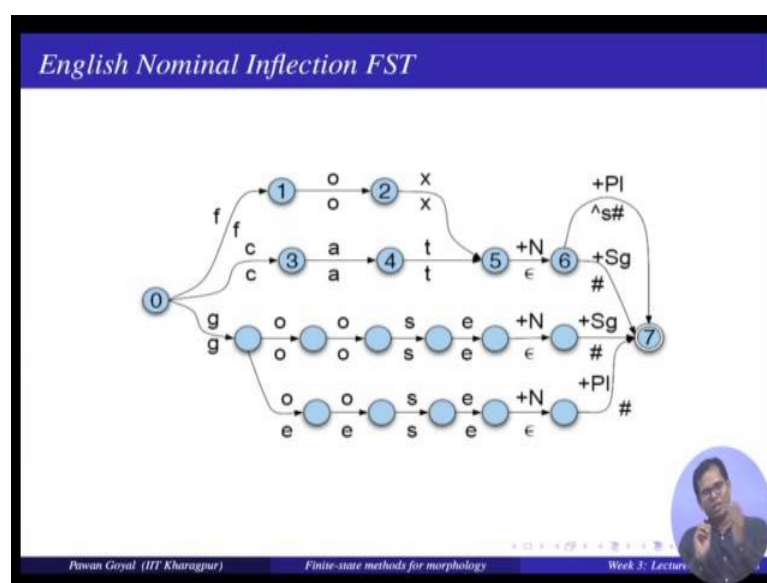 English Nominal Inflection FST
+Pl
o x
1 2 ^s#
f o x
f
c a t +N +Sg
3 4 5 6
c a t ϵ #
0
g o o s e +N +Sg
7
g o o s e ϵ #
+Pl
o o s e +N
#
e e s e ϵ
Pawan Goyal (IIT Kharagpur) Finite-state methods for morphology Week 3: Lecture